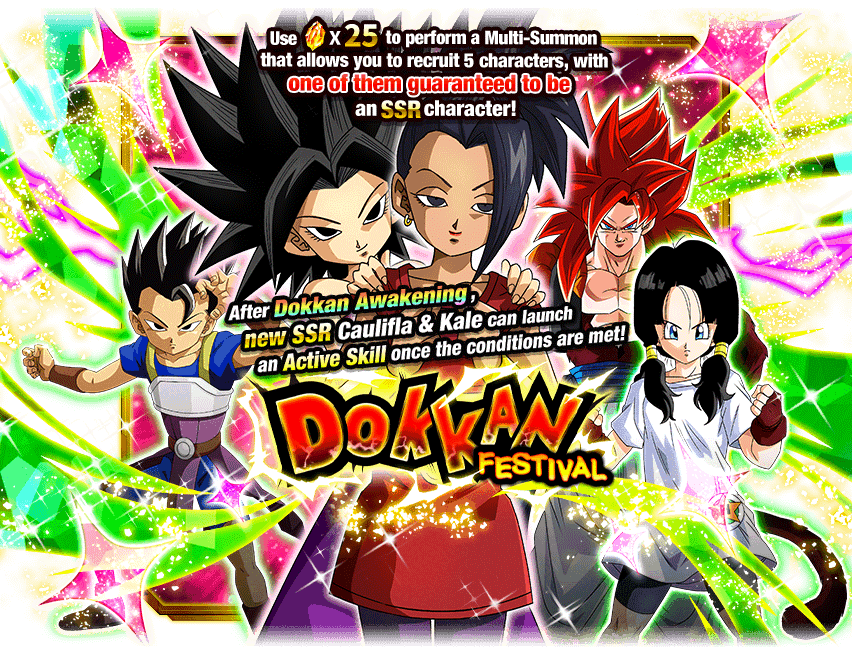 Use x 25 to perform a Multi-Summon
that allows you to recruit 5 characters, with
one of them guaranteed to be
an SSR character!
After Dokkan Awakening,
new SSR Caulifla & Kale can launch
an Active Skill once the conditions are met!
DOKKAN
FESTIVAL